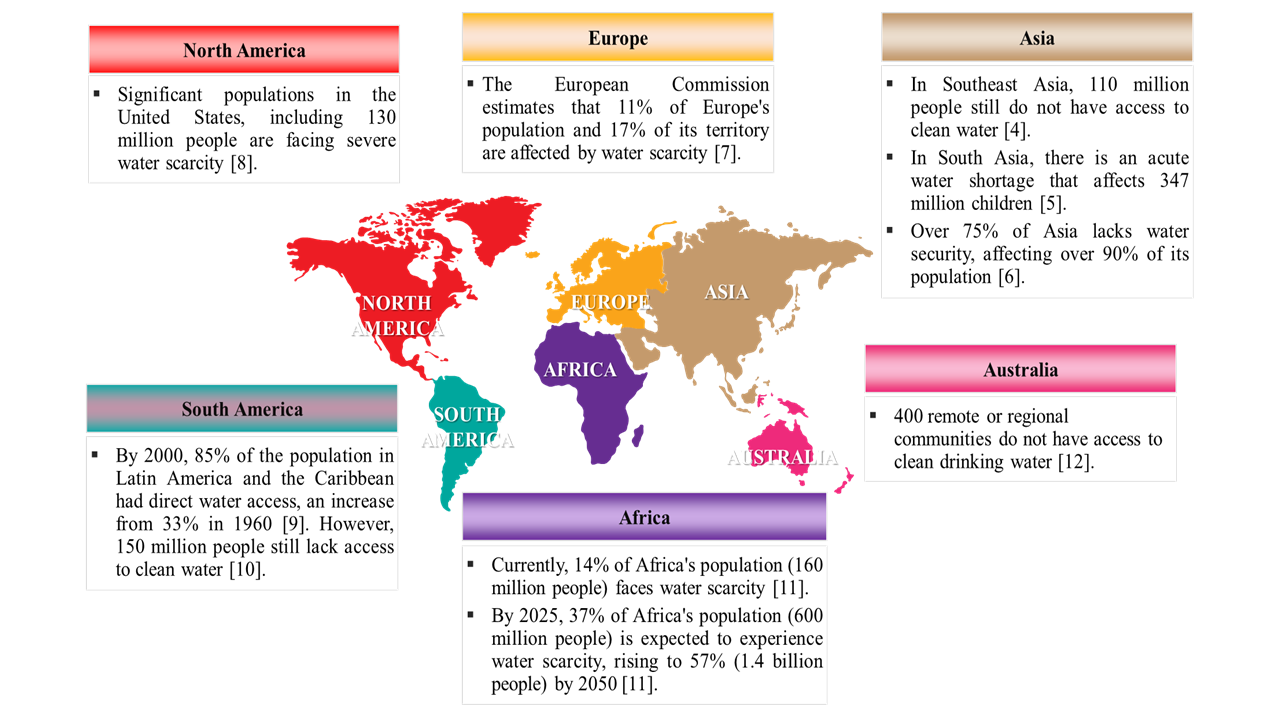 North America
▪ Significant populations in the
United States, including 130
million people are facing severe
water scarcity [8].
Europe
▪ The European Commission
estimates that 11% of Europe's
population and 17% of its territory
are affected by water scarcity [7].
Asia
▪ In Southeast Asia, 110 million
people still do not have access to
clean water [4].
▪ In South Asia, there is an acute
water shortage that affects 347
million children [5].
▪ Over 75% of Asia lacks water
security, affecting over 90% of its
population [6].
NORTH
AMERICA
EUROPE
ASIA
AFRICA
SOUTH
AMERICA
AUSTRALIA
South America
▪ By 2000, 85% of the population in
Latin America and the Caribbean
had direct water access, an increase
from 33% in 1960 [9]. However,
150 million people still lack access
to clean water [10].
Australia
▪ 400 remote or regional
communities do not have access to
clean drinking water [12].
Africa
▪ Currently, 14% of Africa's population (160
million people) faces water scarcity [11].
▪ By 2025, 37% of Africa's population (600
million people) is expected to experience
water scarcity, rising to 57% (1.4 billion
people) by 2050 [11].